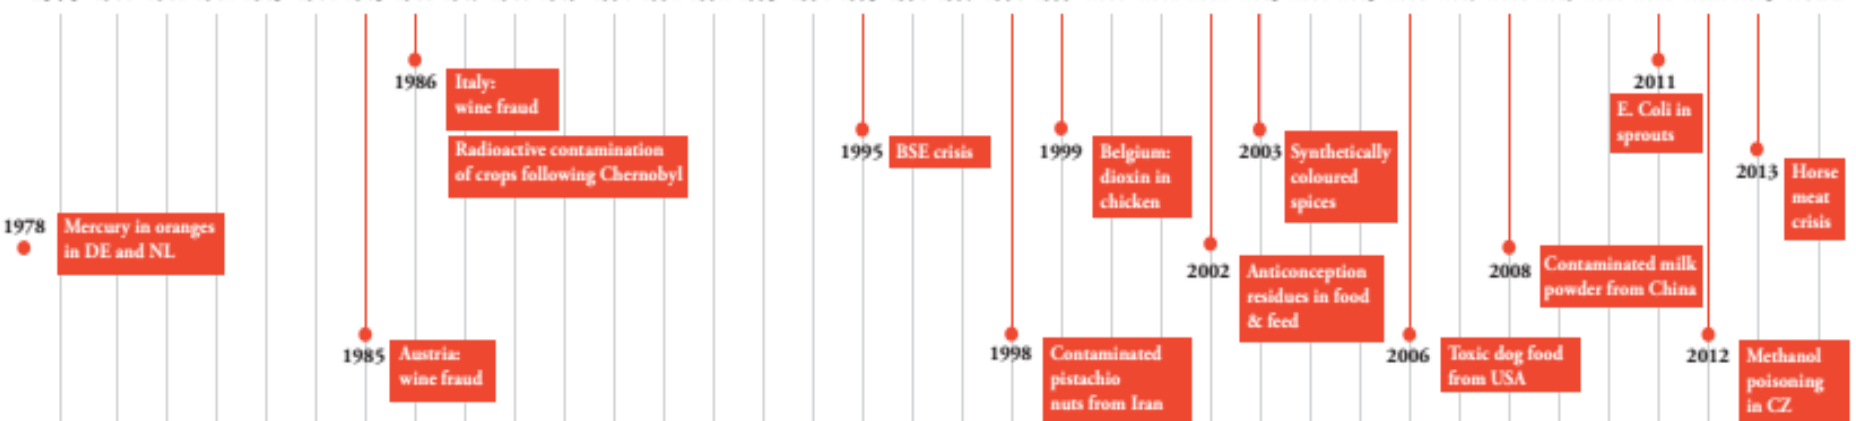 1978
Mercury in oranges
in DE and NL
1985
Austria:
wine fraud
1986
Italy:
wine fraud
Radioactive contamination
of crops following Chernobyl
1995
BSE crisis
1998
Contaminated
pistachio
nuts from Iran
1999
Belgium:
dioxin in
chicken
2002
Anticonception
residues in food
& feed
2003
Synthetically
coloured
spices
2006
Toxic dog food
from USA
2008
Contaminated milk
powder from China
2011
E. Coli in
sprouts
2012
Methanol
poisoning
in CZ
2013
Horse
meat
crisis